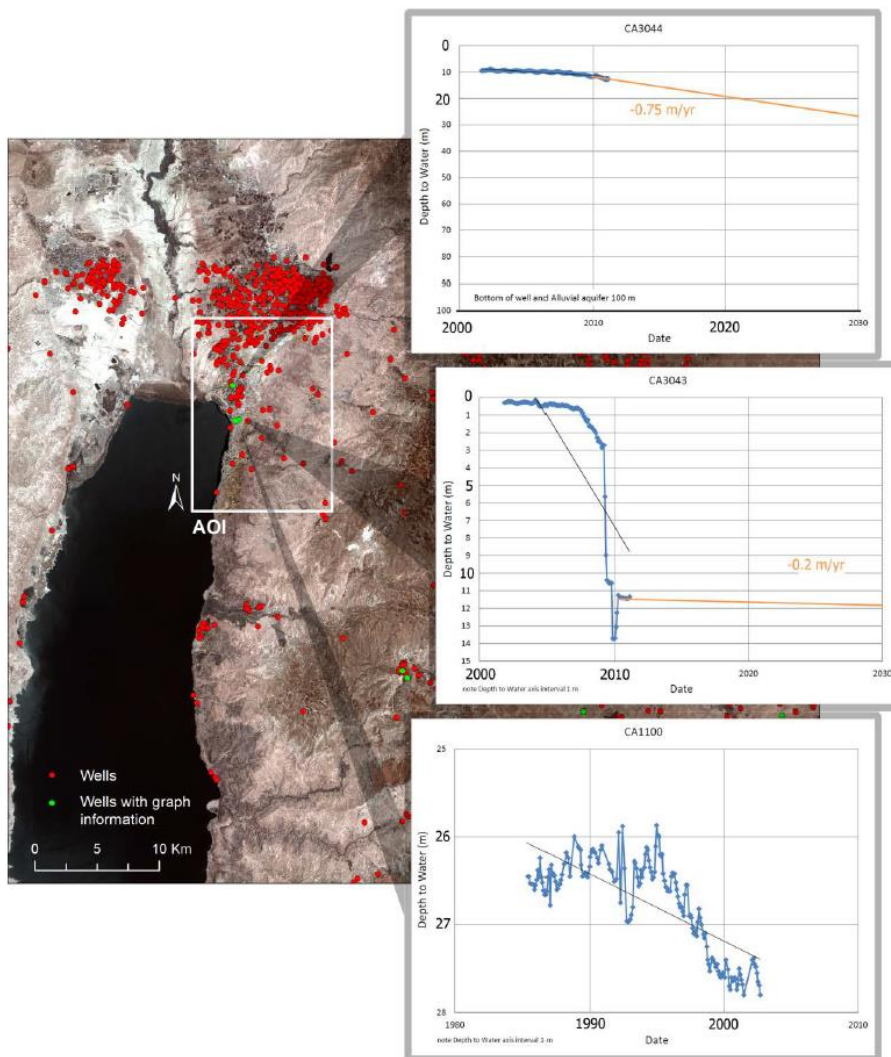 CA3044
0
10
20
30
40
50
60
70
80
90
100
Depth to Water (m)
-0.75 m/yr
Bottom of well and Alluvial aquifer 100 m
2000
2010
2020
2030
Date
CA3043
0
1
2
3
4
5
6
7
8
9
10
11
12
13
14
15
Depth to Water (m)
-0.2 m/yr
2000
2010
2020
2030
note Depth to Water axis interval 1 m
Date
CA1100
25
26
27
28
Depth to Water (m)
1980
1990
2000
2010
note Depth to Water axis interval 1 m
Date
N
AOI
Wells
Wells with graph
information
0 5 10 Km